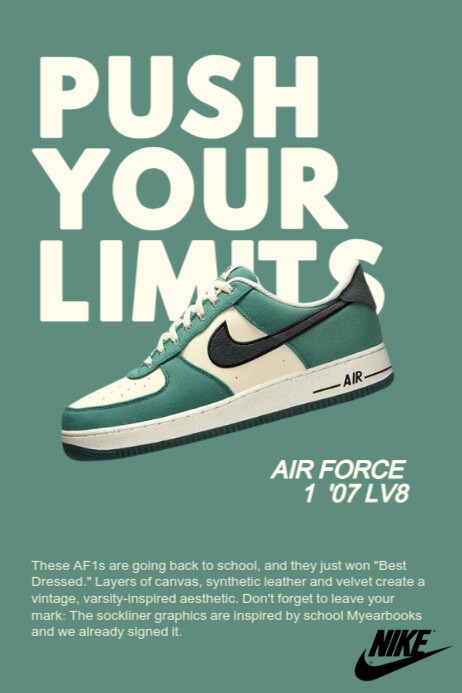 PUSH
YOUR
LIMITS
AIR
AIR FORCE
1 '07 LV8
These AF1s are going back to school, and they just won "Best
Dressed." Layers of canvas, synthetic leather and velvet create a
vintage, varsity-inspired aesthetic. Don't forget to leave your
mark: The sockliner graphics are inspired by school Myearbooks
and we already signed it.
NIKE